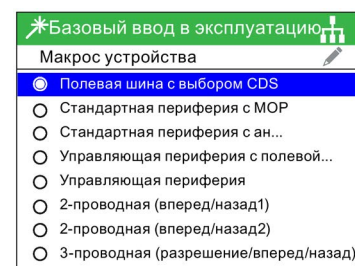 Базовый ввод в эксплуатацию
Макрос устройства
Полевая шина с выбором CDS
Стандартная периферия с МОР
Стандартная периферия с ан...
Управляющая периферия с полевой...
Управляющая периферия
2-проводная (вперед/назад1)
2-проводная (вперед/назад2)
3-проводная (разрешение/вперед/назад)